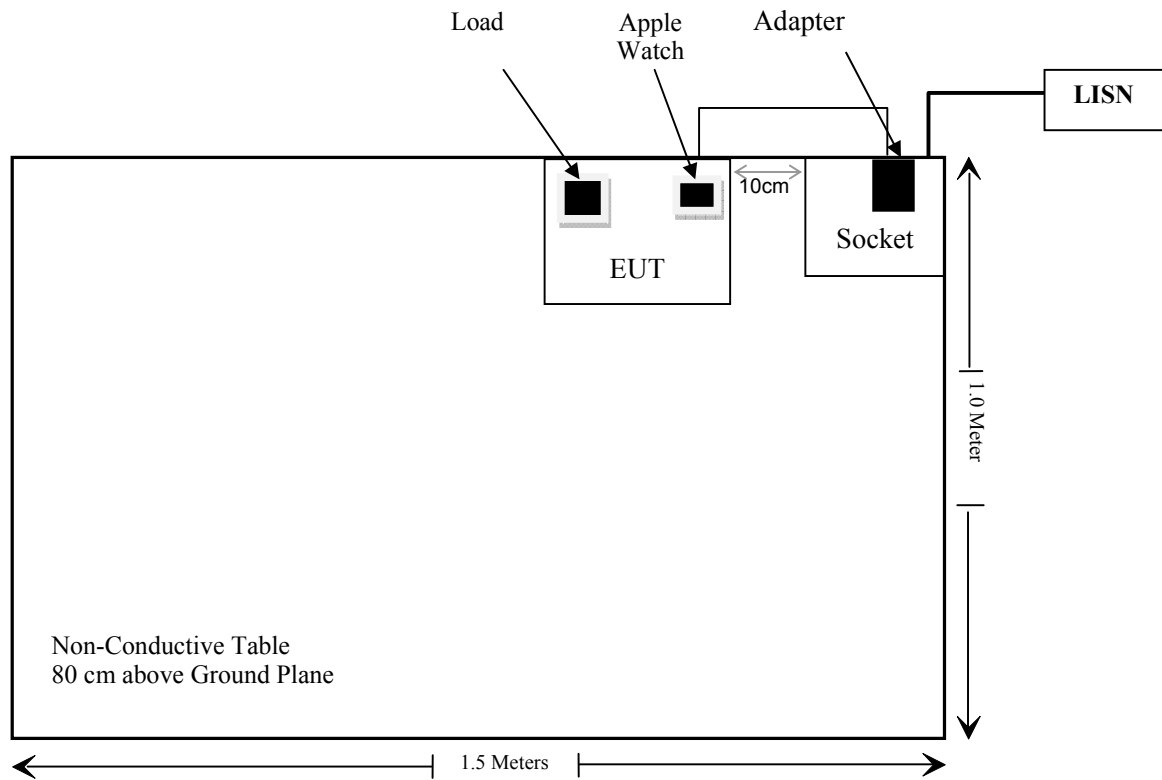 Load
Apple
Watch
Adapter
LISN
10cm
Socket
EUT
1.0 Meter
Non-Conductive Table
80 cm above Ground Plane
1.5 Meters